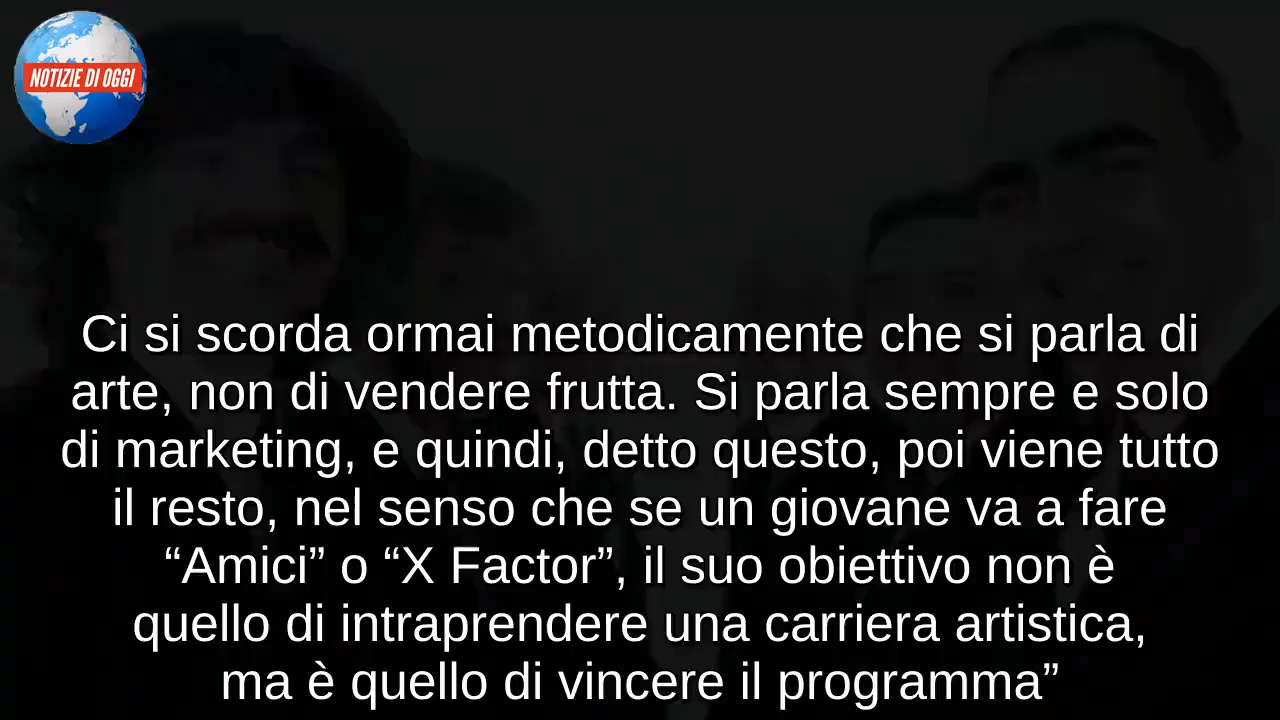 NOTIZIE DI OGGI
Ci si scorda ormai metodicamente che si parla di
arte, non di vendere frutta. Si parla sempre e solo
di marketing, e quindi, detto questo, poi viene tutto
il resto, nel senso che se un giovane va a fare
“Amici” o “X Factor”, il suo obiettivo non è
quello di intraprendere una carriera artistica,
ma è quello di vincere il programma”